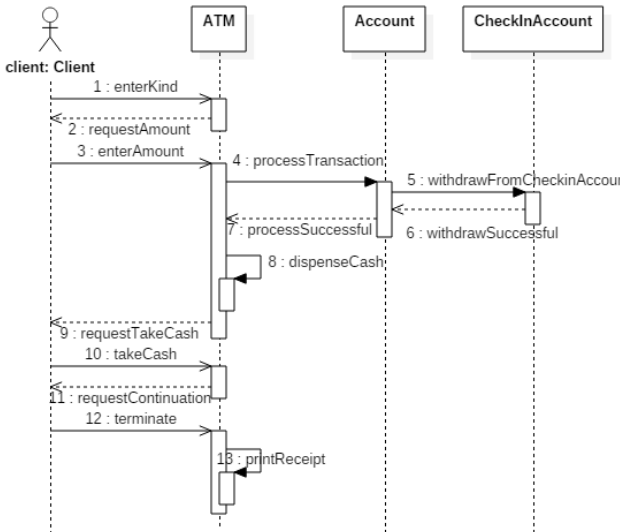 ATM
Account
CheckInAccount
client: Client
1 : enterKind
2 : requestAmount
3 : enterAmount
4 : processTransaction
5 : withdrawFromCheckinAccour
6 : withdrawSuccessful
7 : processSuccessful
8 : dispenseCash
9 : requestTakeCash
10 : takeCash
11 : requestContinuation
12 : terminate
13 : printReceipt